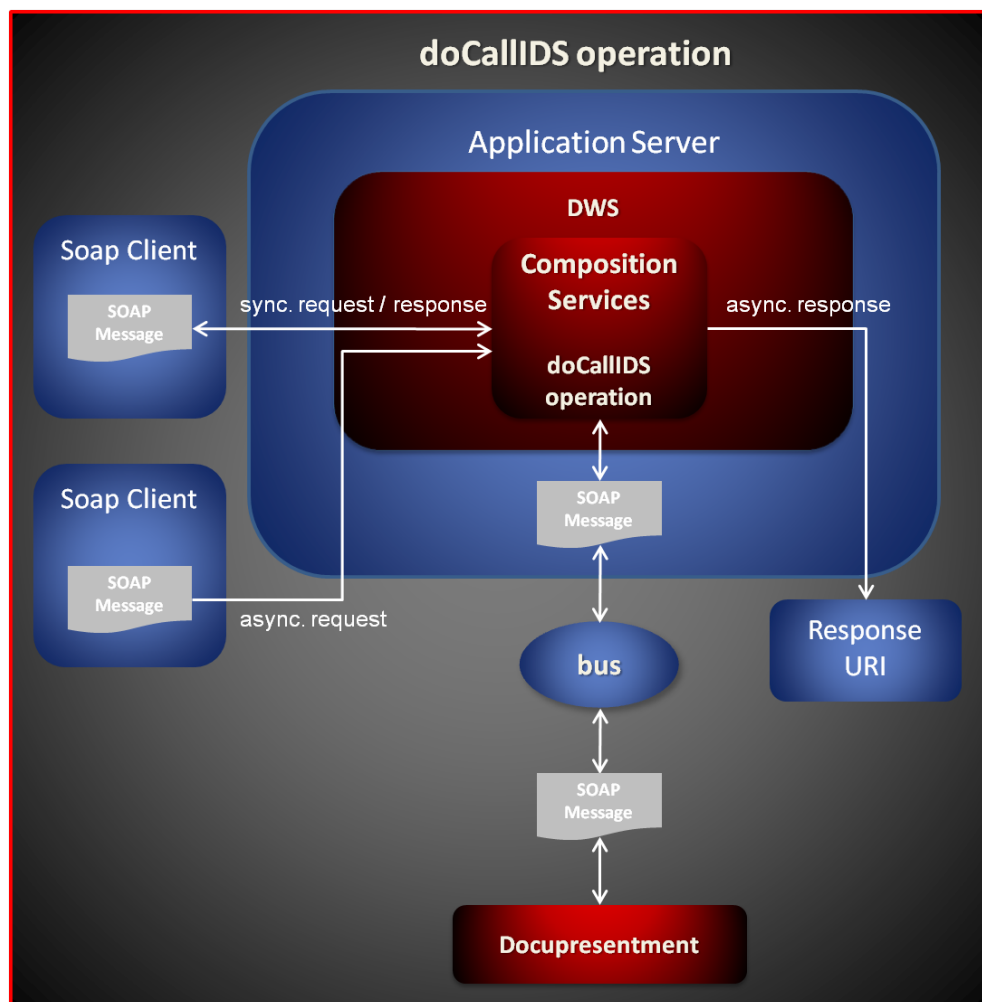 doCallIDS operation
Application Server
DWS
Soap Client
SOAP
Message
sync. request / response
Composition
Services
doCallIDS
operation
async. response
Soap Client
SOAP
Message
async. request
SOAP
Message
bus
Response
URI
SOAP
Message
Docupresentment